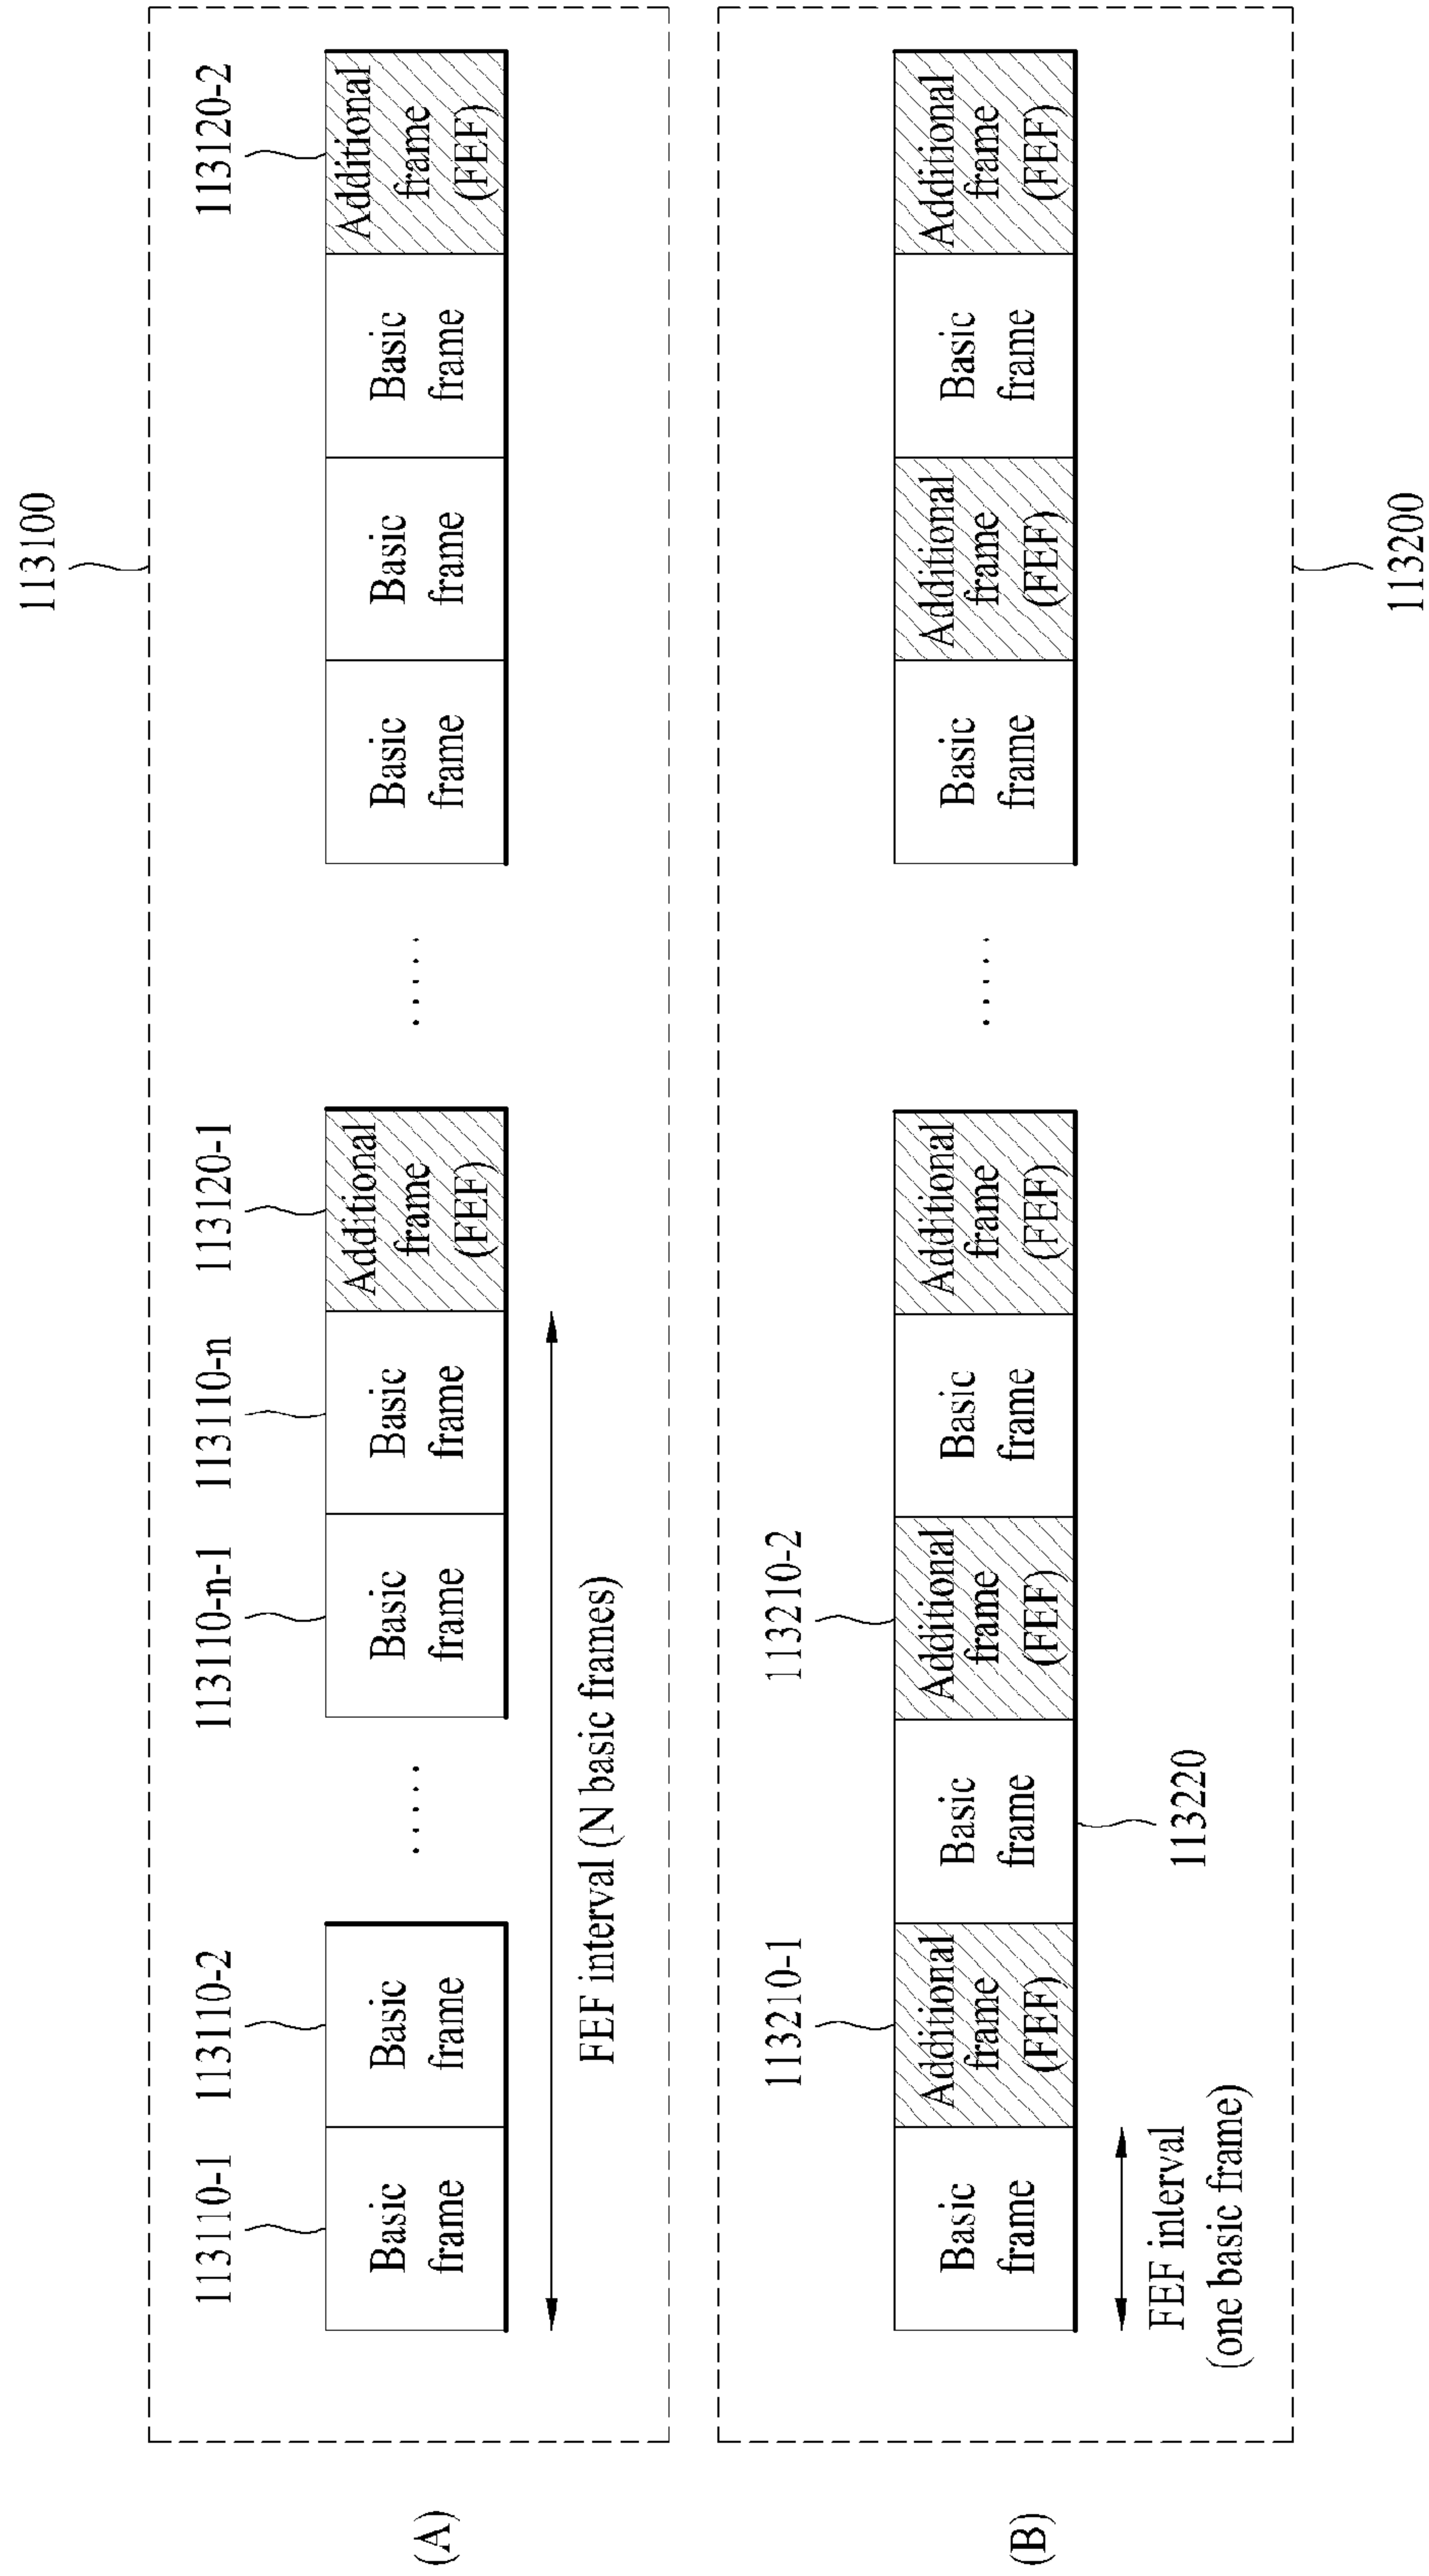 113100
(A)
113110-1
113110-2
113110-n-1
113110-n
113120-1
113120-2
Basic
frame
Basic
frame
.....
Basic
frame
Basic
frame
Additional
frame
(FEF)
.....
Basic
frame
Basic
frame
Basic
frame
Additional
frame
(FEF)
FEF interval (N basic frames)
(B)
113210-1
113210-2
Basic
frame
Additional
frame
(FEF)
Basic
frame
Additional
frame
(FEF)
Basic
frame
Additional
frame
(FEF)
.....
Basic
frame
Additional
frame
(FEF)
Basic
frame
Additional
frame
(FEF)
FEF interval
(one basic frame)
113220
113200